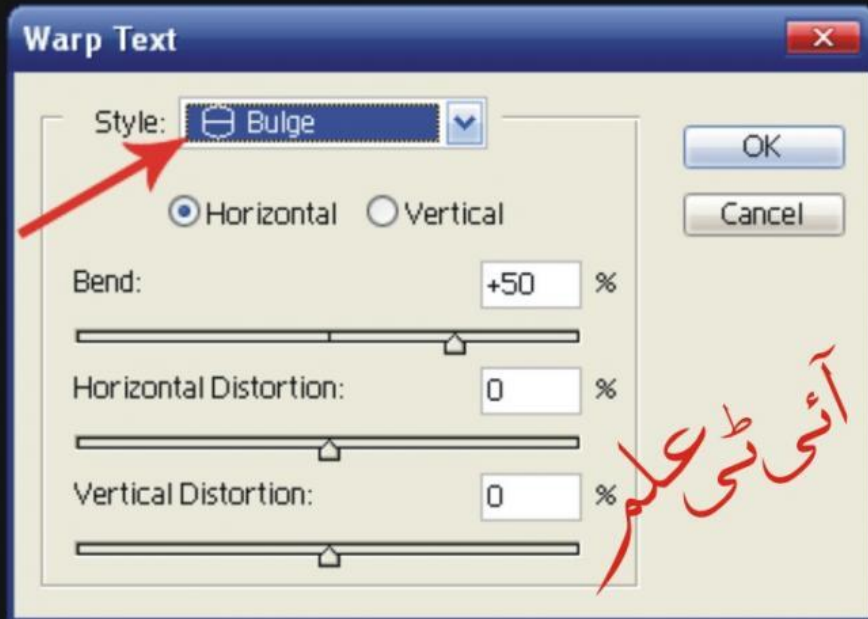 Warp Text
Style: Bulge
OK
Horizontal Vertical
Cancel
Bend: +50 %
Horizontal Distortion: 0 %
Vertical Distortion: 0 %
آئی ٹی علم